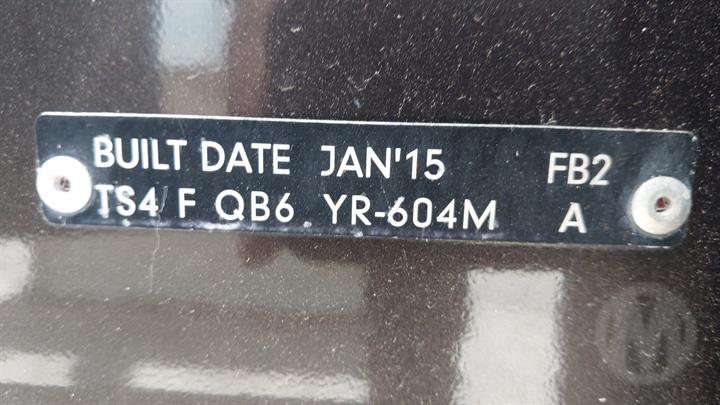 BUILT DATE JAN'15 FB2
TS4 F QB6 YR-604M A
M